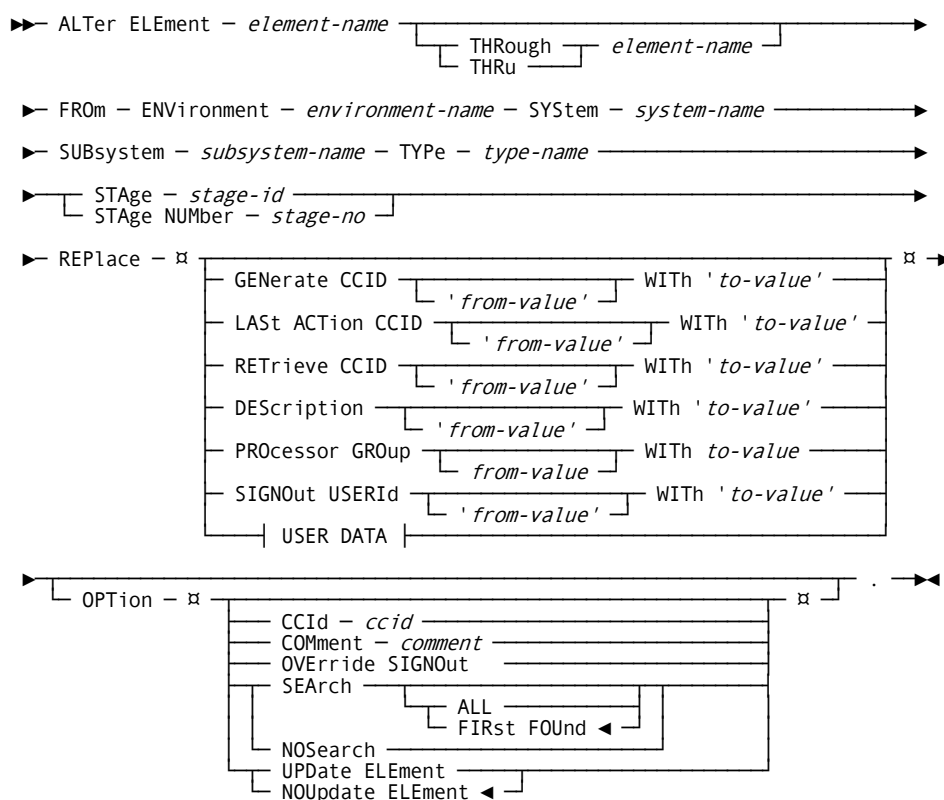 ALTer ELEment element-name
THRough element-name
THRu
FROm ENVironment environment-name SYStem system-name
SUBsystem subsystem-name TYPe type-name
STAge stage-id
STAge NUMber stage-no
REPlace ¤ ¤
GENerate CCID WITh 'to-value'
'from-value'
LASt ACTion CCID WITh 'to-value'
'from-value'
RETrieve CCID WITh 'to-value'
'from-value'
DEScription WITh 'to-value'
'from-value'
PROcessor GROup WITh to-value
from-value
SIGNOut USERId WITh 'to-value'
'from-value'
USER DATA
.
OPTion ¤ ¤
CCId ccid
COMment comment
OVErride SIGNOut
SEArch
ALL
FIRst FOUnd
NOSearch
UPDate ELEment
NOUpdate ELEment